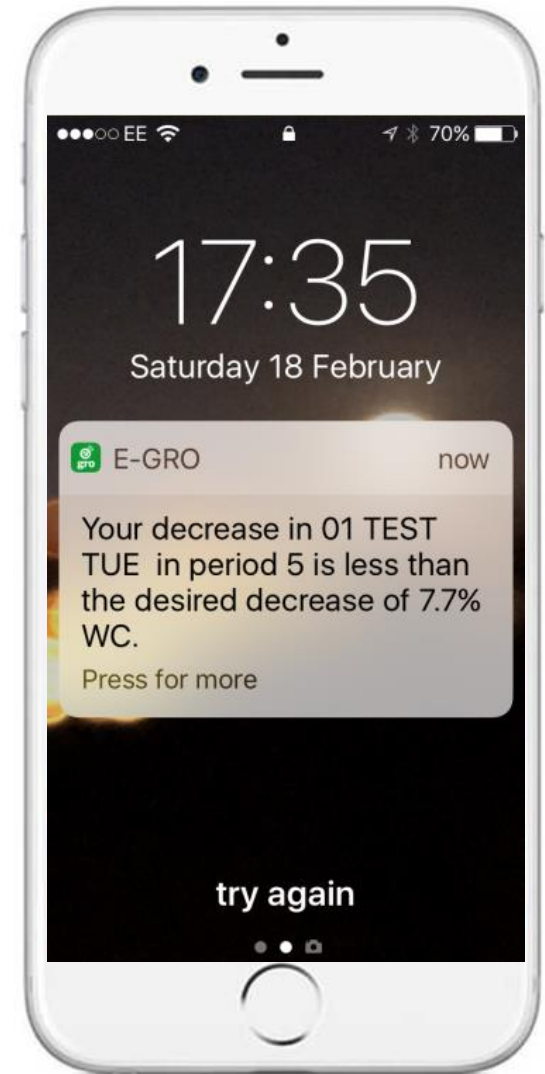 EE 70%
17:35
Saturday 18 February
gro E-GRO now
Your decrease in 01 TEST
TUE in period 5 is less than
the desired decrease of 7.7%
WC.
Press for more
try again